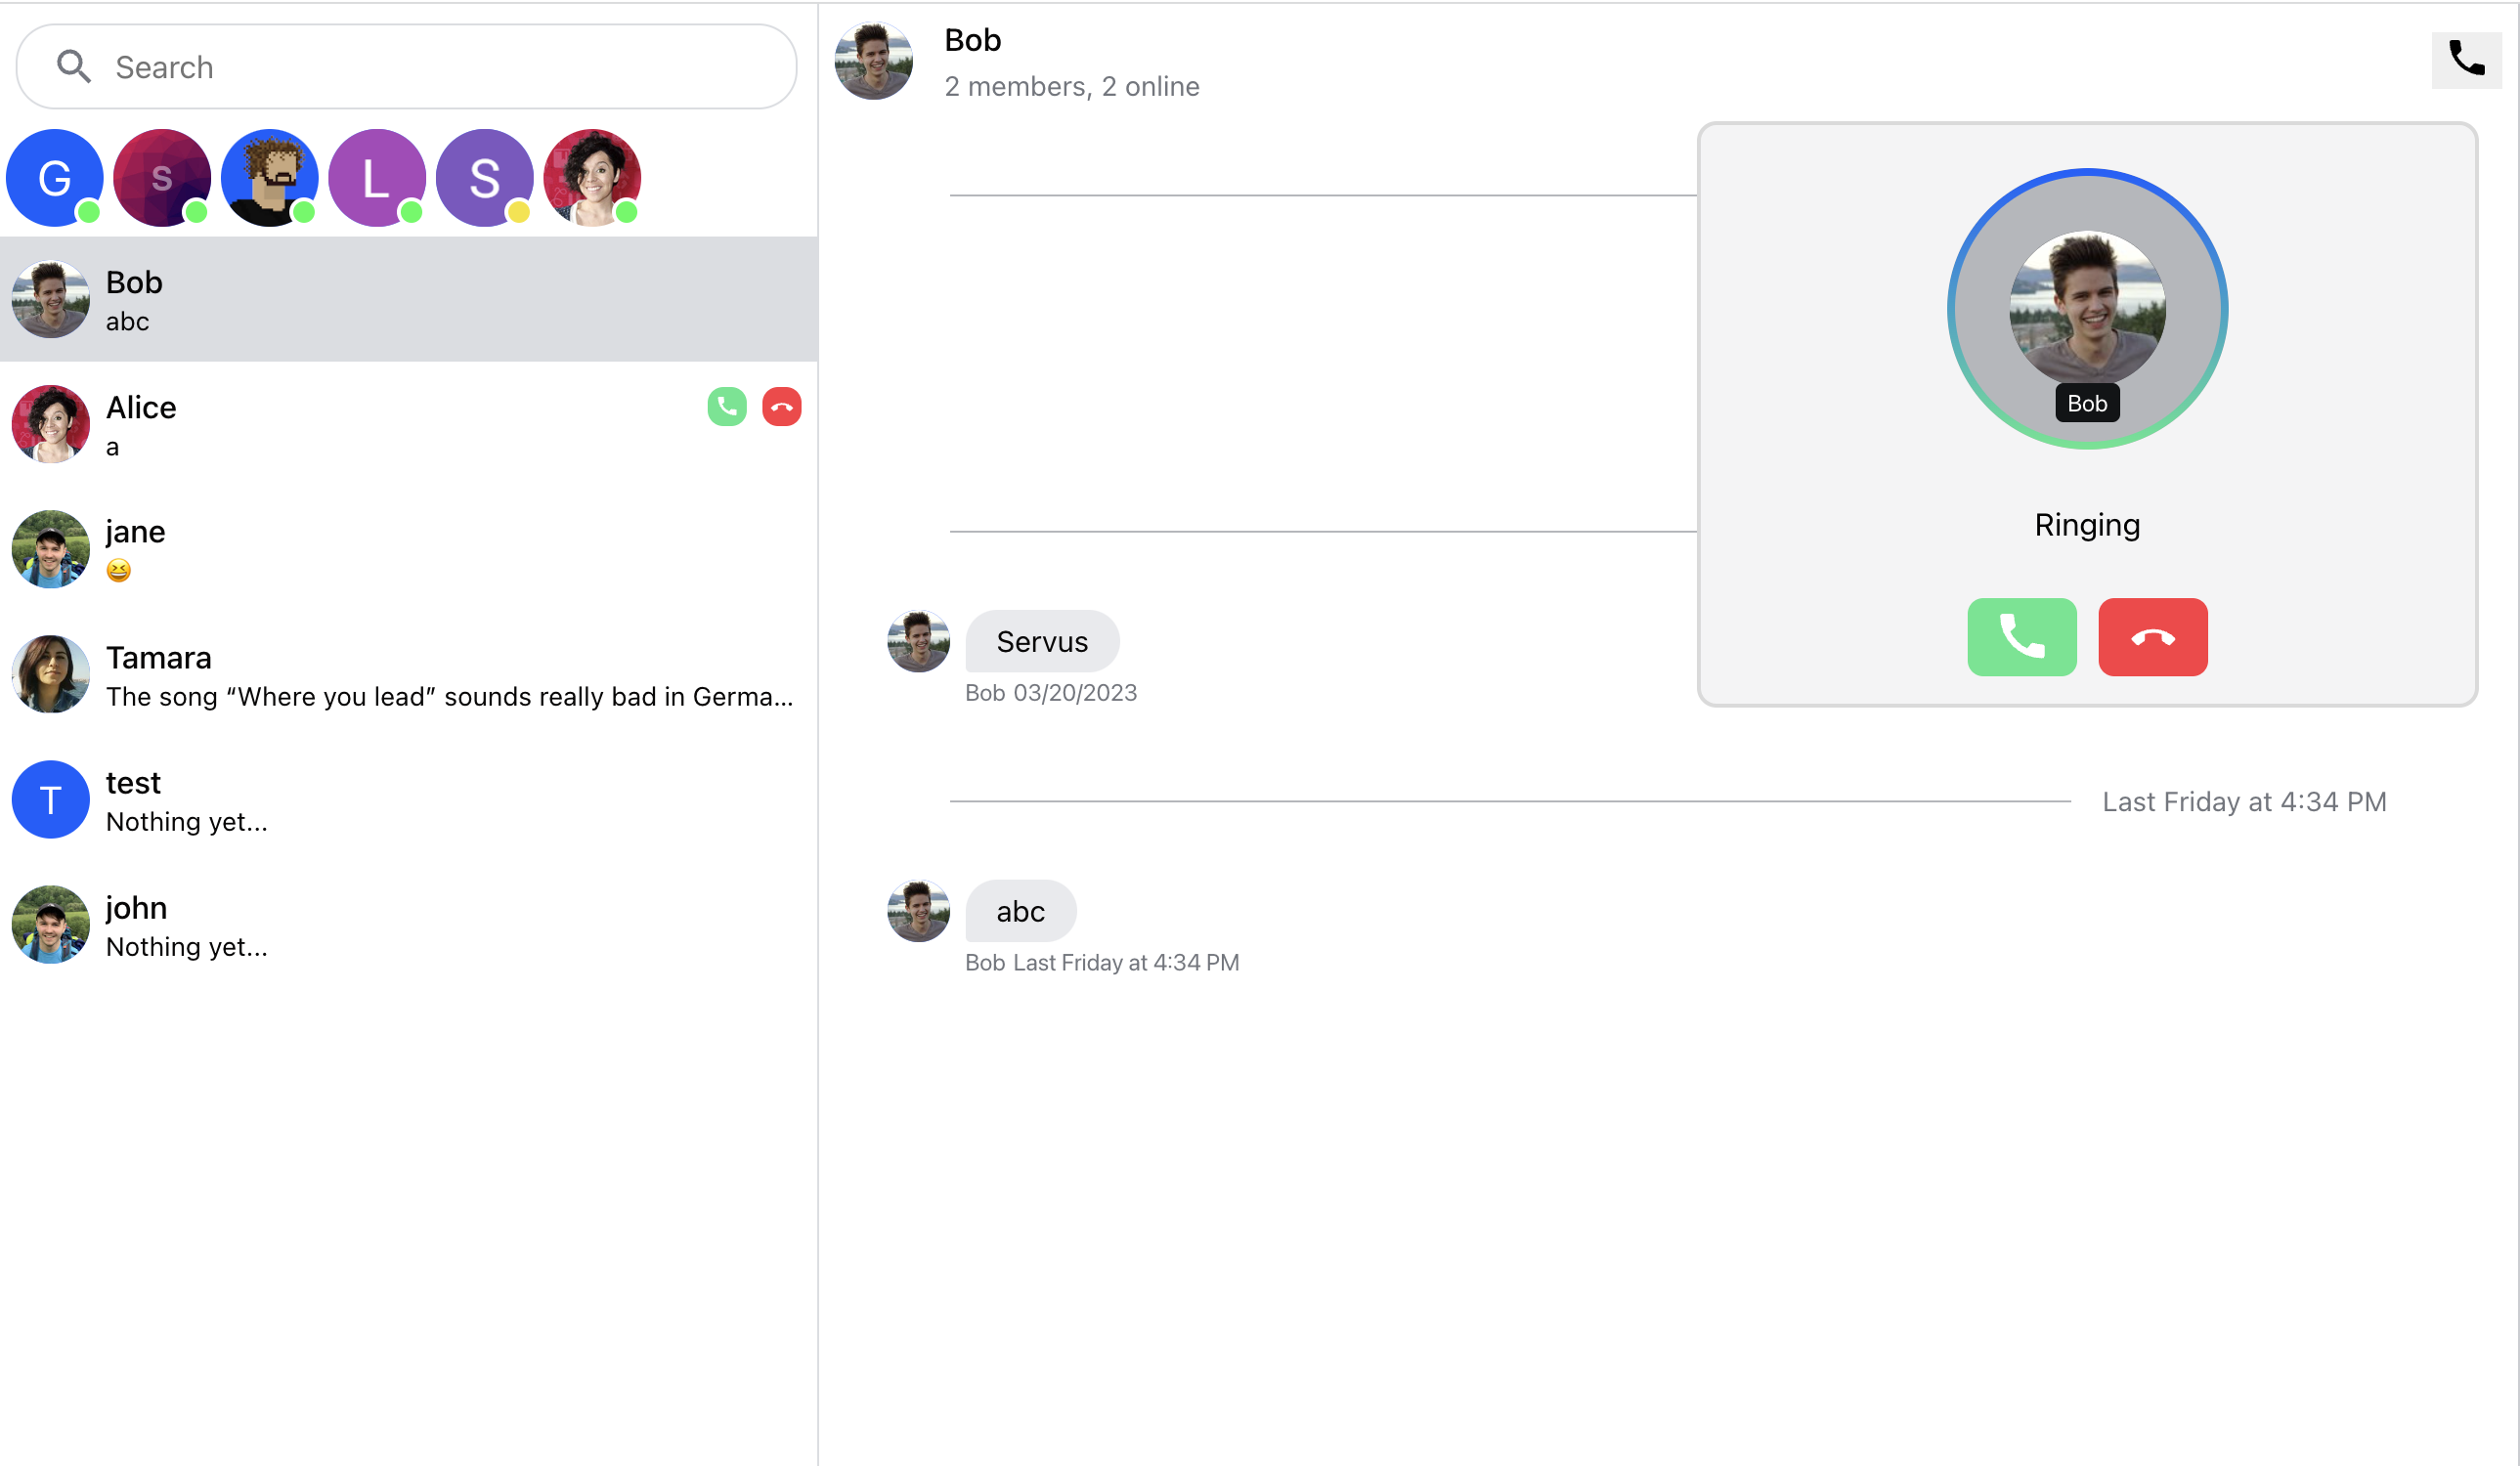 Search
G
S
L
S
Bob
abc
Alice
a
jane
😆
Tamara
The song “Where you lead” sounds really bad in Germa...
T
test
Nothing yet...
john
Nothing yet...
Bob
2 members, 2 online
Bob
Ringing
Servus
Bob 03/20/2023
Last Friday at 4:34 PM
abc
Bob Last Friday at 4:34 PM